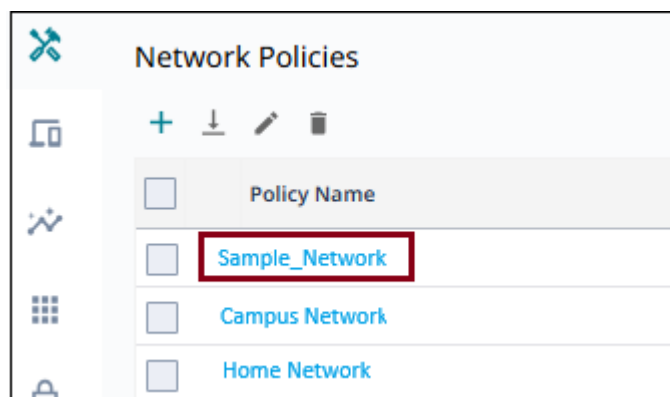 Network Policies
Policy Name
Sample_Network
Campus Network
Home Network